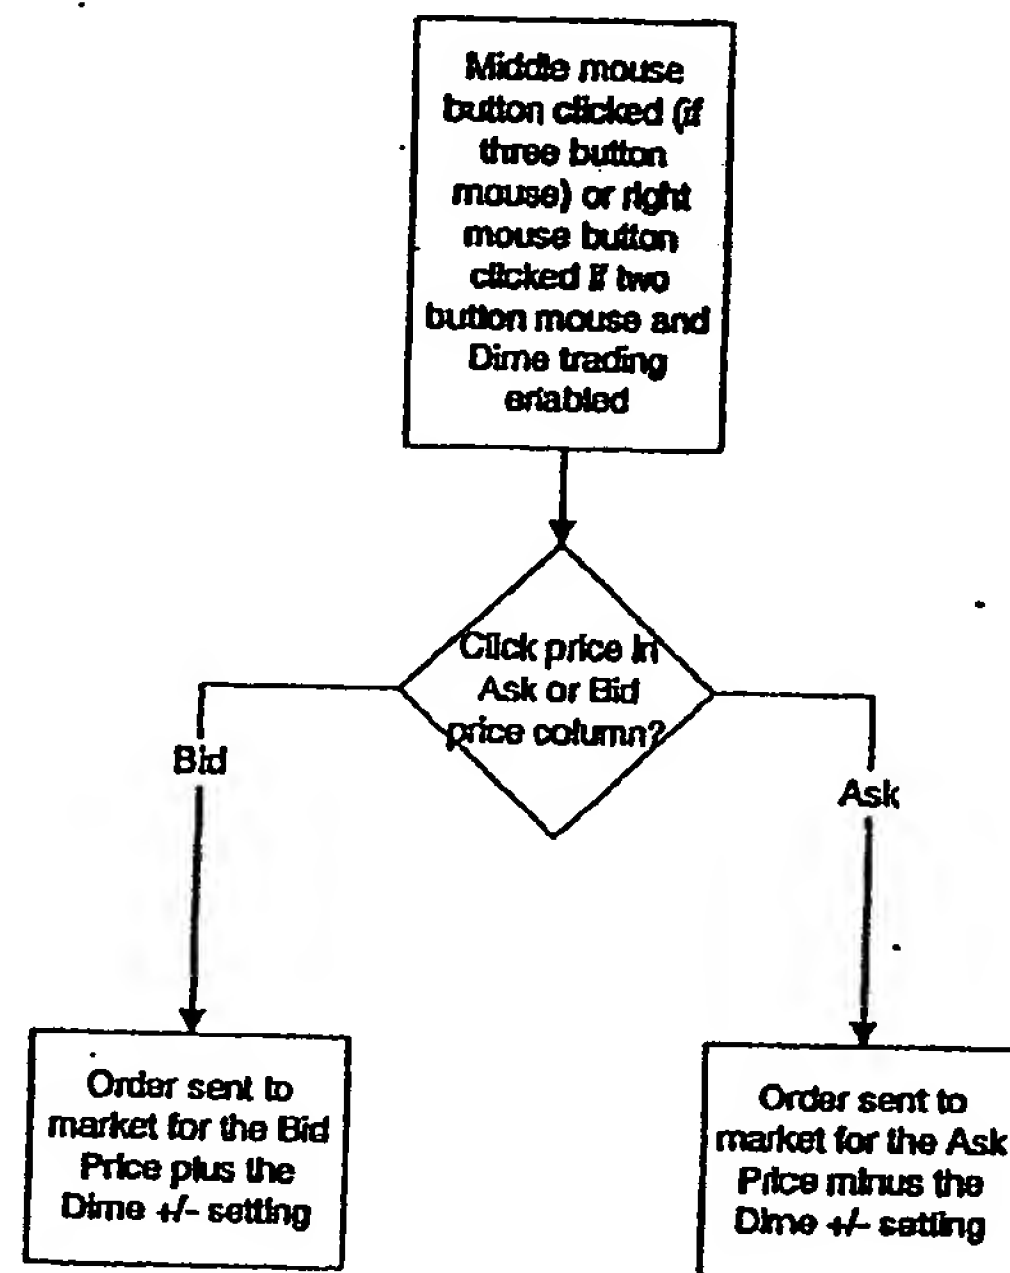 Middle mouse
button clicked (if
three button
mouse) or right
mouse button
clicked if two
button mouse and
Dime trading
enabled
Click price in
Ask or Bid
price column?
Bid
Ask
Order sent to
market for the Bid
Price plus the
Dime +/- setting
Order sent to
market for the Ask
Price minus the
Dime +/- setting